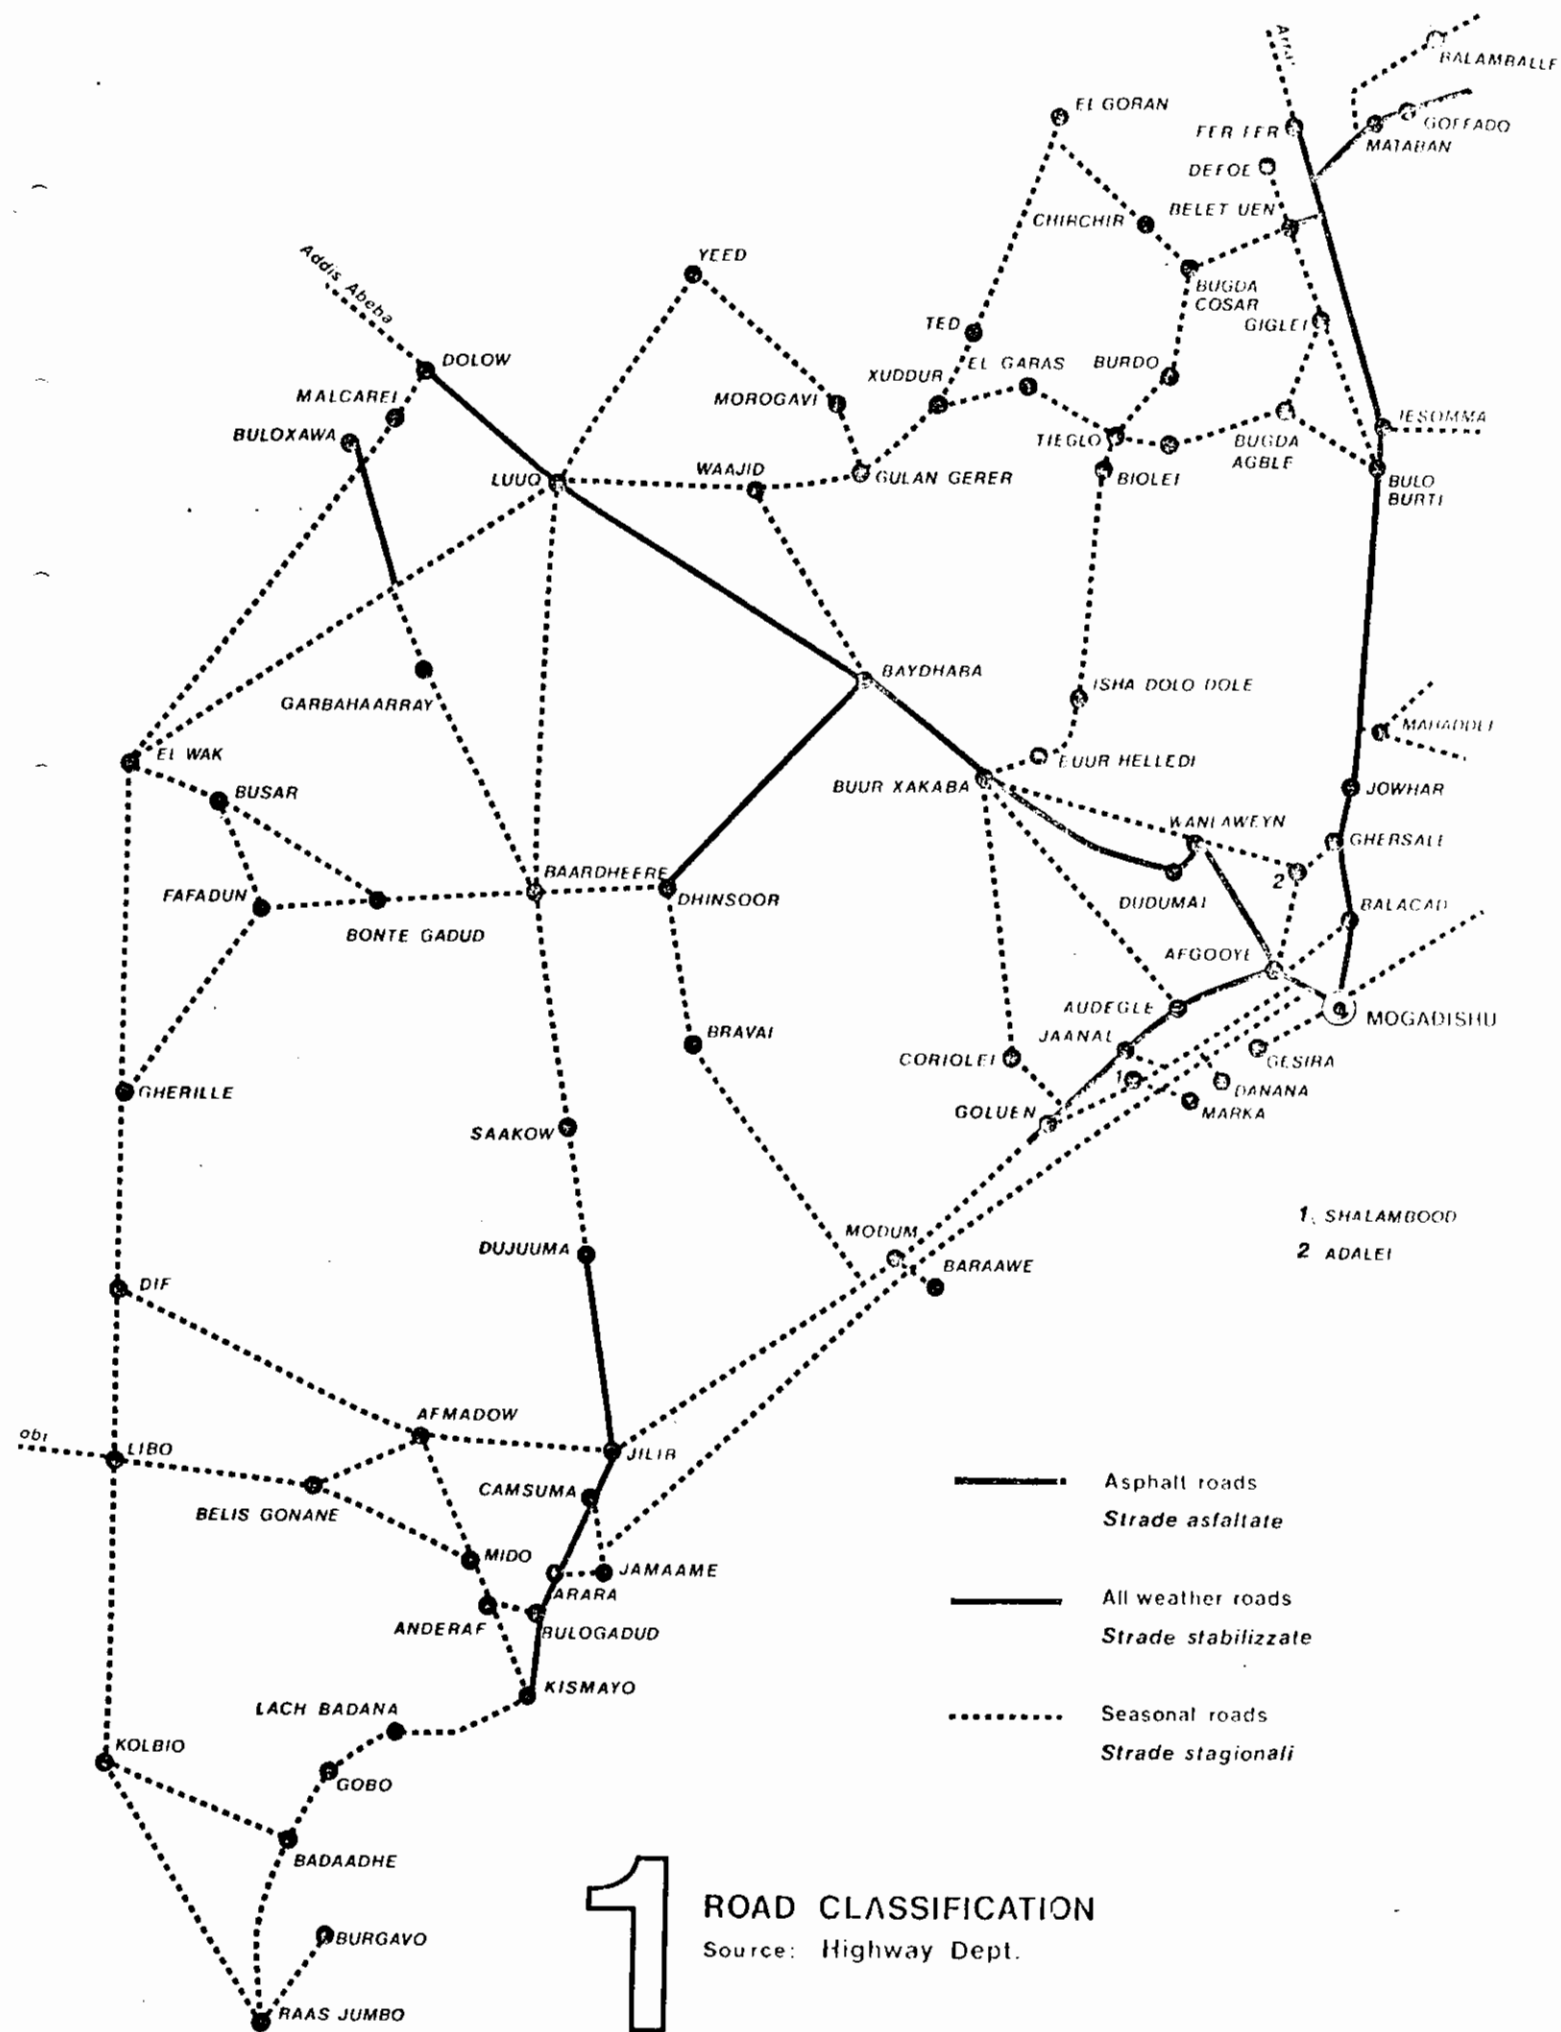 BALAMBALLE
EL GORAN
GOFFADO
FER FER
MATABAN
DEFOE
BELET UEN
CHIRCHIR
YEED
Addis Abeba
BUGDA
COSAR
GIGLEI
TED
DOLOW
EL GARAS
BURDO
XUDDUR
MALCAREI
MOROGAVI
IESOMMA
BULOXAWA
TIEGLO
BUGDA
AGBLE
WAAJID
LUUQ
GULAN GERER
BIOLEI
BULO
BURTI
BAYDHABA
ISHA DOLO DOLE
GARBAHAARRAY
MAHADDEI
EL WAK
BUUR HELLEDI
BUUR XAKABA
JOWHAR
BUSAR
WANLAWEYN
GHERSALE
BAARDHEERE
2
FAFADUN
DHINSOOR
DUDUMAI
BALACAD
BONTE GADUD
AFGOOYE
AUDEGLE
MOGADISHU
BRAVAI
JAANAL
CORIOLEI
GESIRA
1
GHERILLE
DANANA
GOLUEN
MARKA
SAAKOW
1. SHALAMBOOD
MODUM
DUJUUMA
2 ADALEI
BARAAWE
DIF
AFMADOW
obi
LIBO
JILIB
Asphalt roads
CAMSUMA
BELIS GONANE
Strade asfaltate
MIDO
JAMAAME
ARARA
All weather roads
ANDERAF
BULOGADUD
Strade stabilizzate
KISMAYO
LACH BADANA
Seasonal roads
KOLBIO
Strade stagionali
GOBO
BADAADHE
1
ROAD CLASSIFICATION
BURGAVO
Source: Highway Dept.
RAAS JUMBO